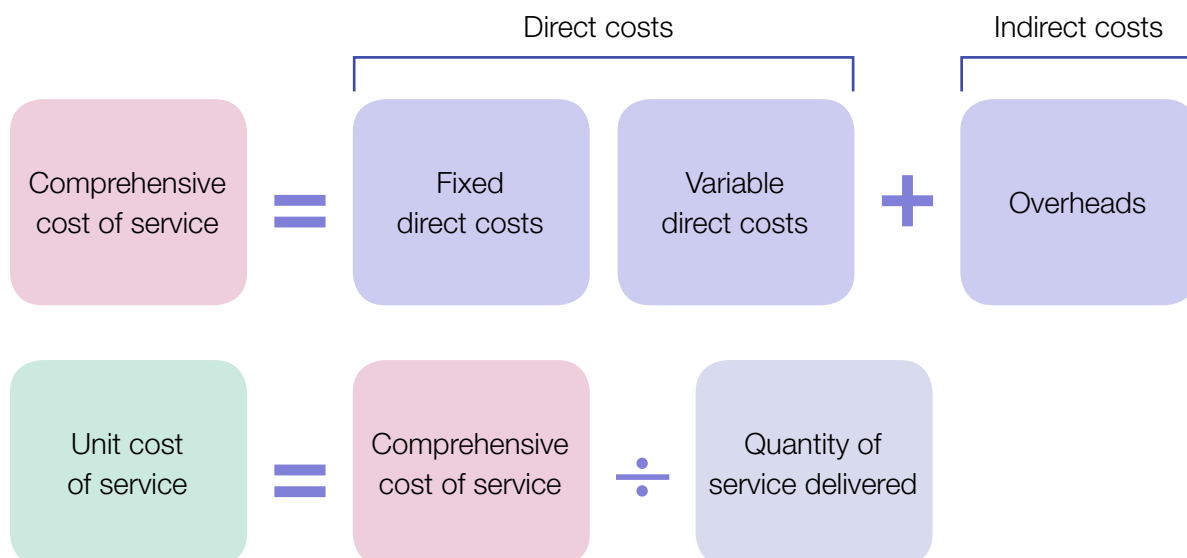 Direct costs
Indirect costs
Comprehensive
cost of service
=
Fixed
direct costs
Variable
direct costs
+
Overheads
Unit cost
of service
=
Comprehensive
cost of service
÷
Quantity of
service delivered